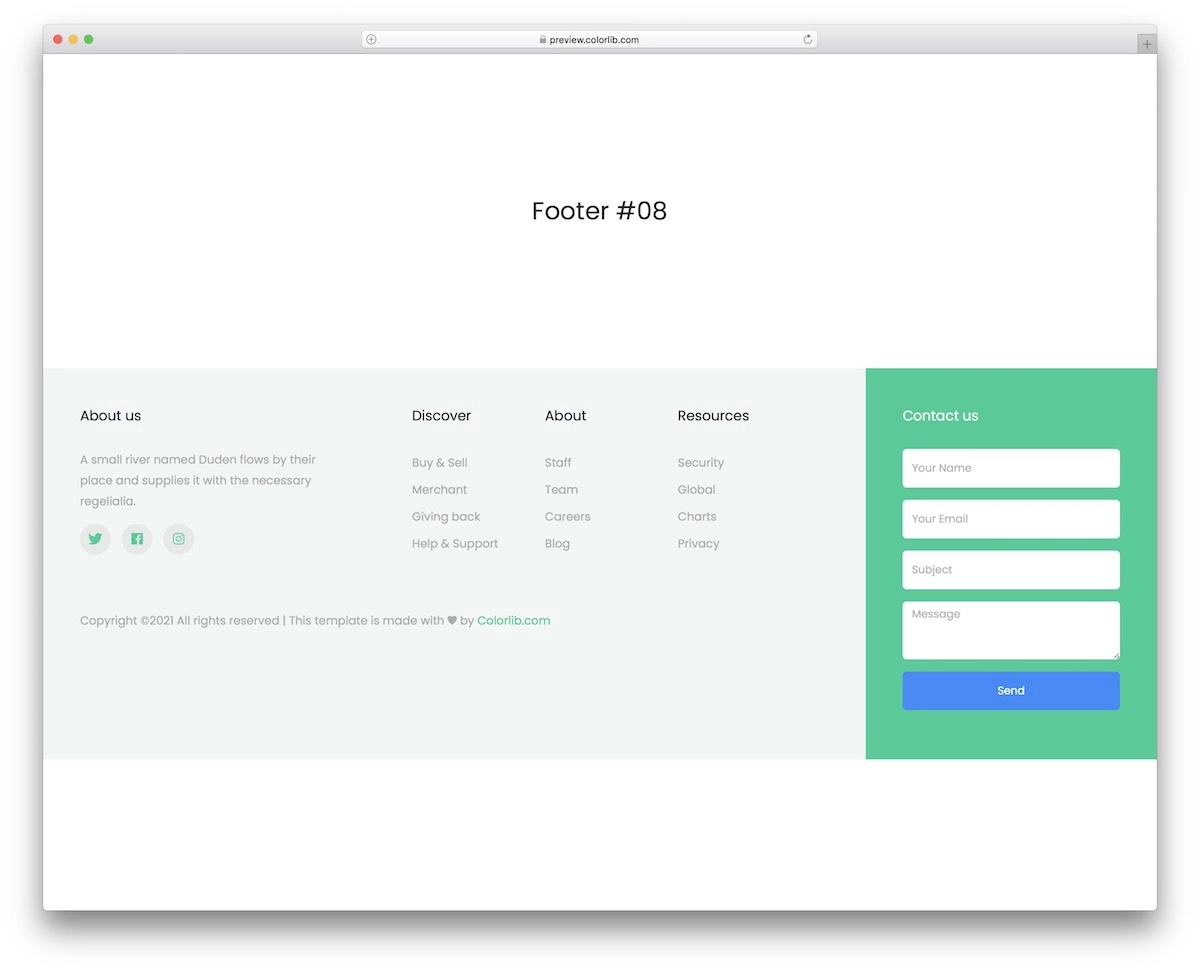 preview.colorlib.com
Footer #08
About us
A small river named Duden flows by their
place and supplies it with the necessary
regelialia.
Discover
Buy & Sell
Merchant
Giving back
Help & Support
About
Staff
Team
Careers
Blog
Resources
Security
Global
Charts
Privacy
Copyright ©2021 All rights reserved | This template is made with ♥ by Colorlib.com
Contact us
Your Name
Your Email
Subject
Message
Send